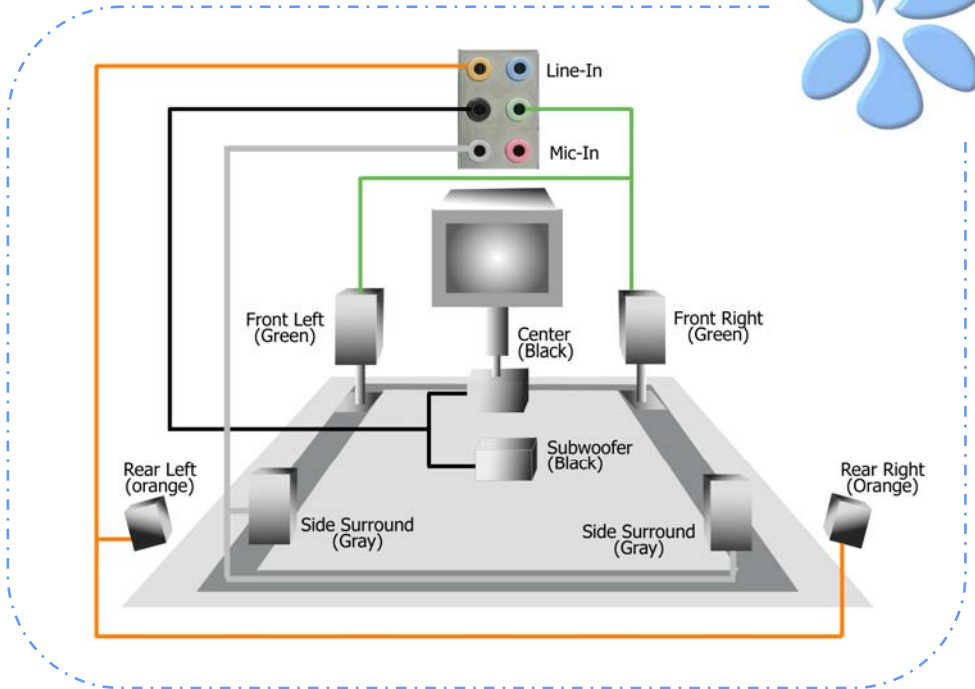 Line-In
Mic-In
Front Left
(Green)
Center
(Black)
Front Right
(Green)
Subwoofer
(Black)
Rear Left
(orange)
Rear Right
(Orange)
Side Surround
(Gray)
Side Surround
(Gray)